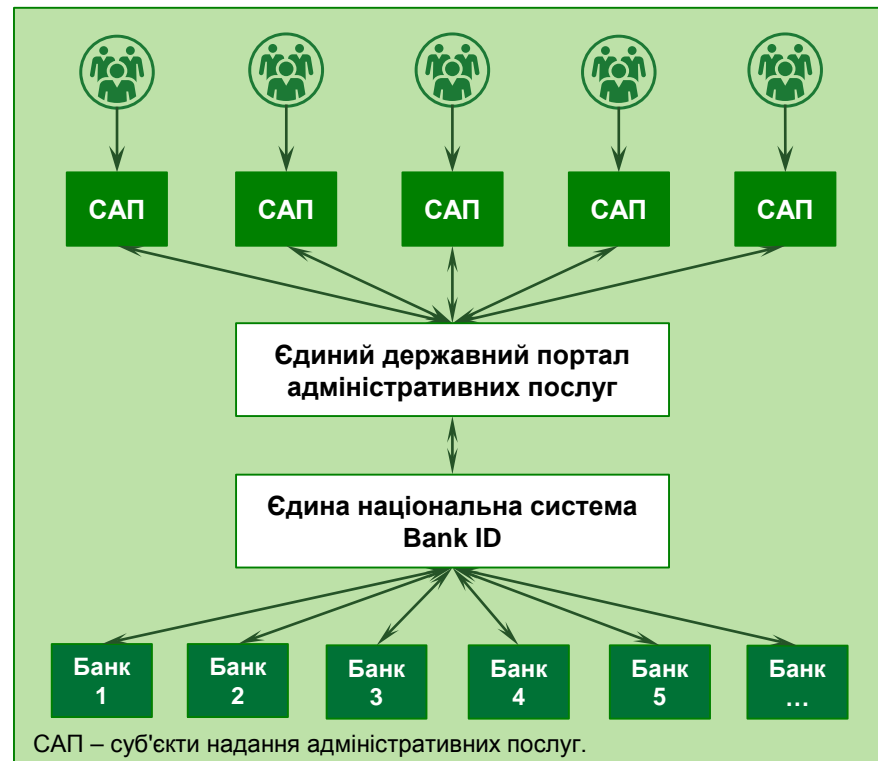 САП САП САП САП САП
Єдиний державний портал
адміністративних послуг
Єдина національна система
Bank ID
Банк Банк Банк Банк Банк Банк
1 2 3 4 5 ...
САП – суб'єкти надання адміністративних послуг.